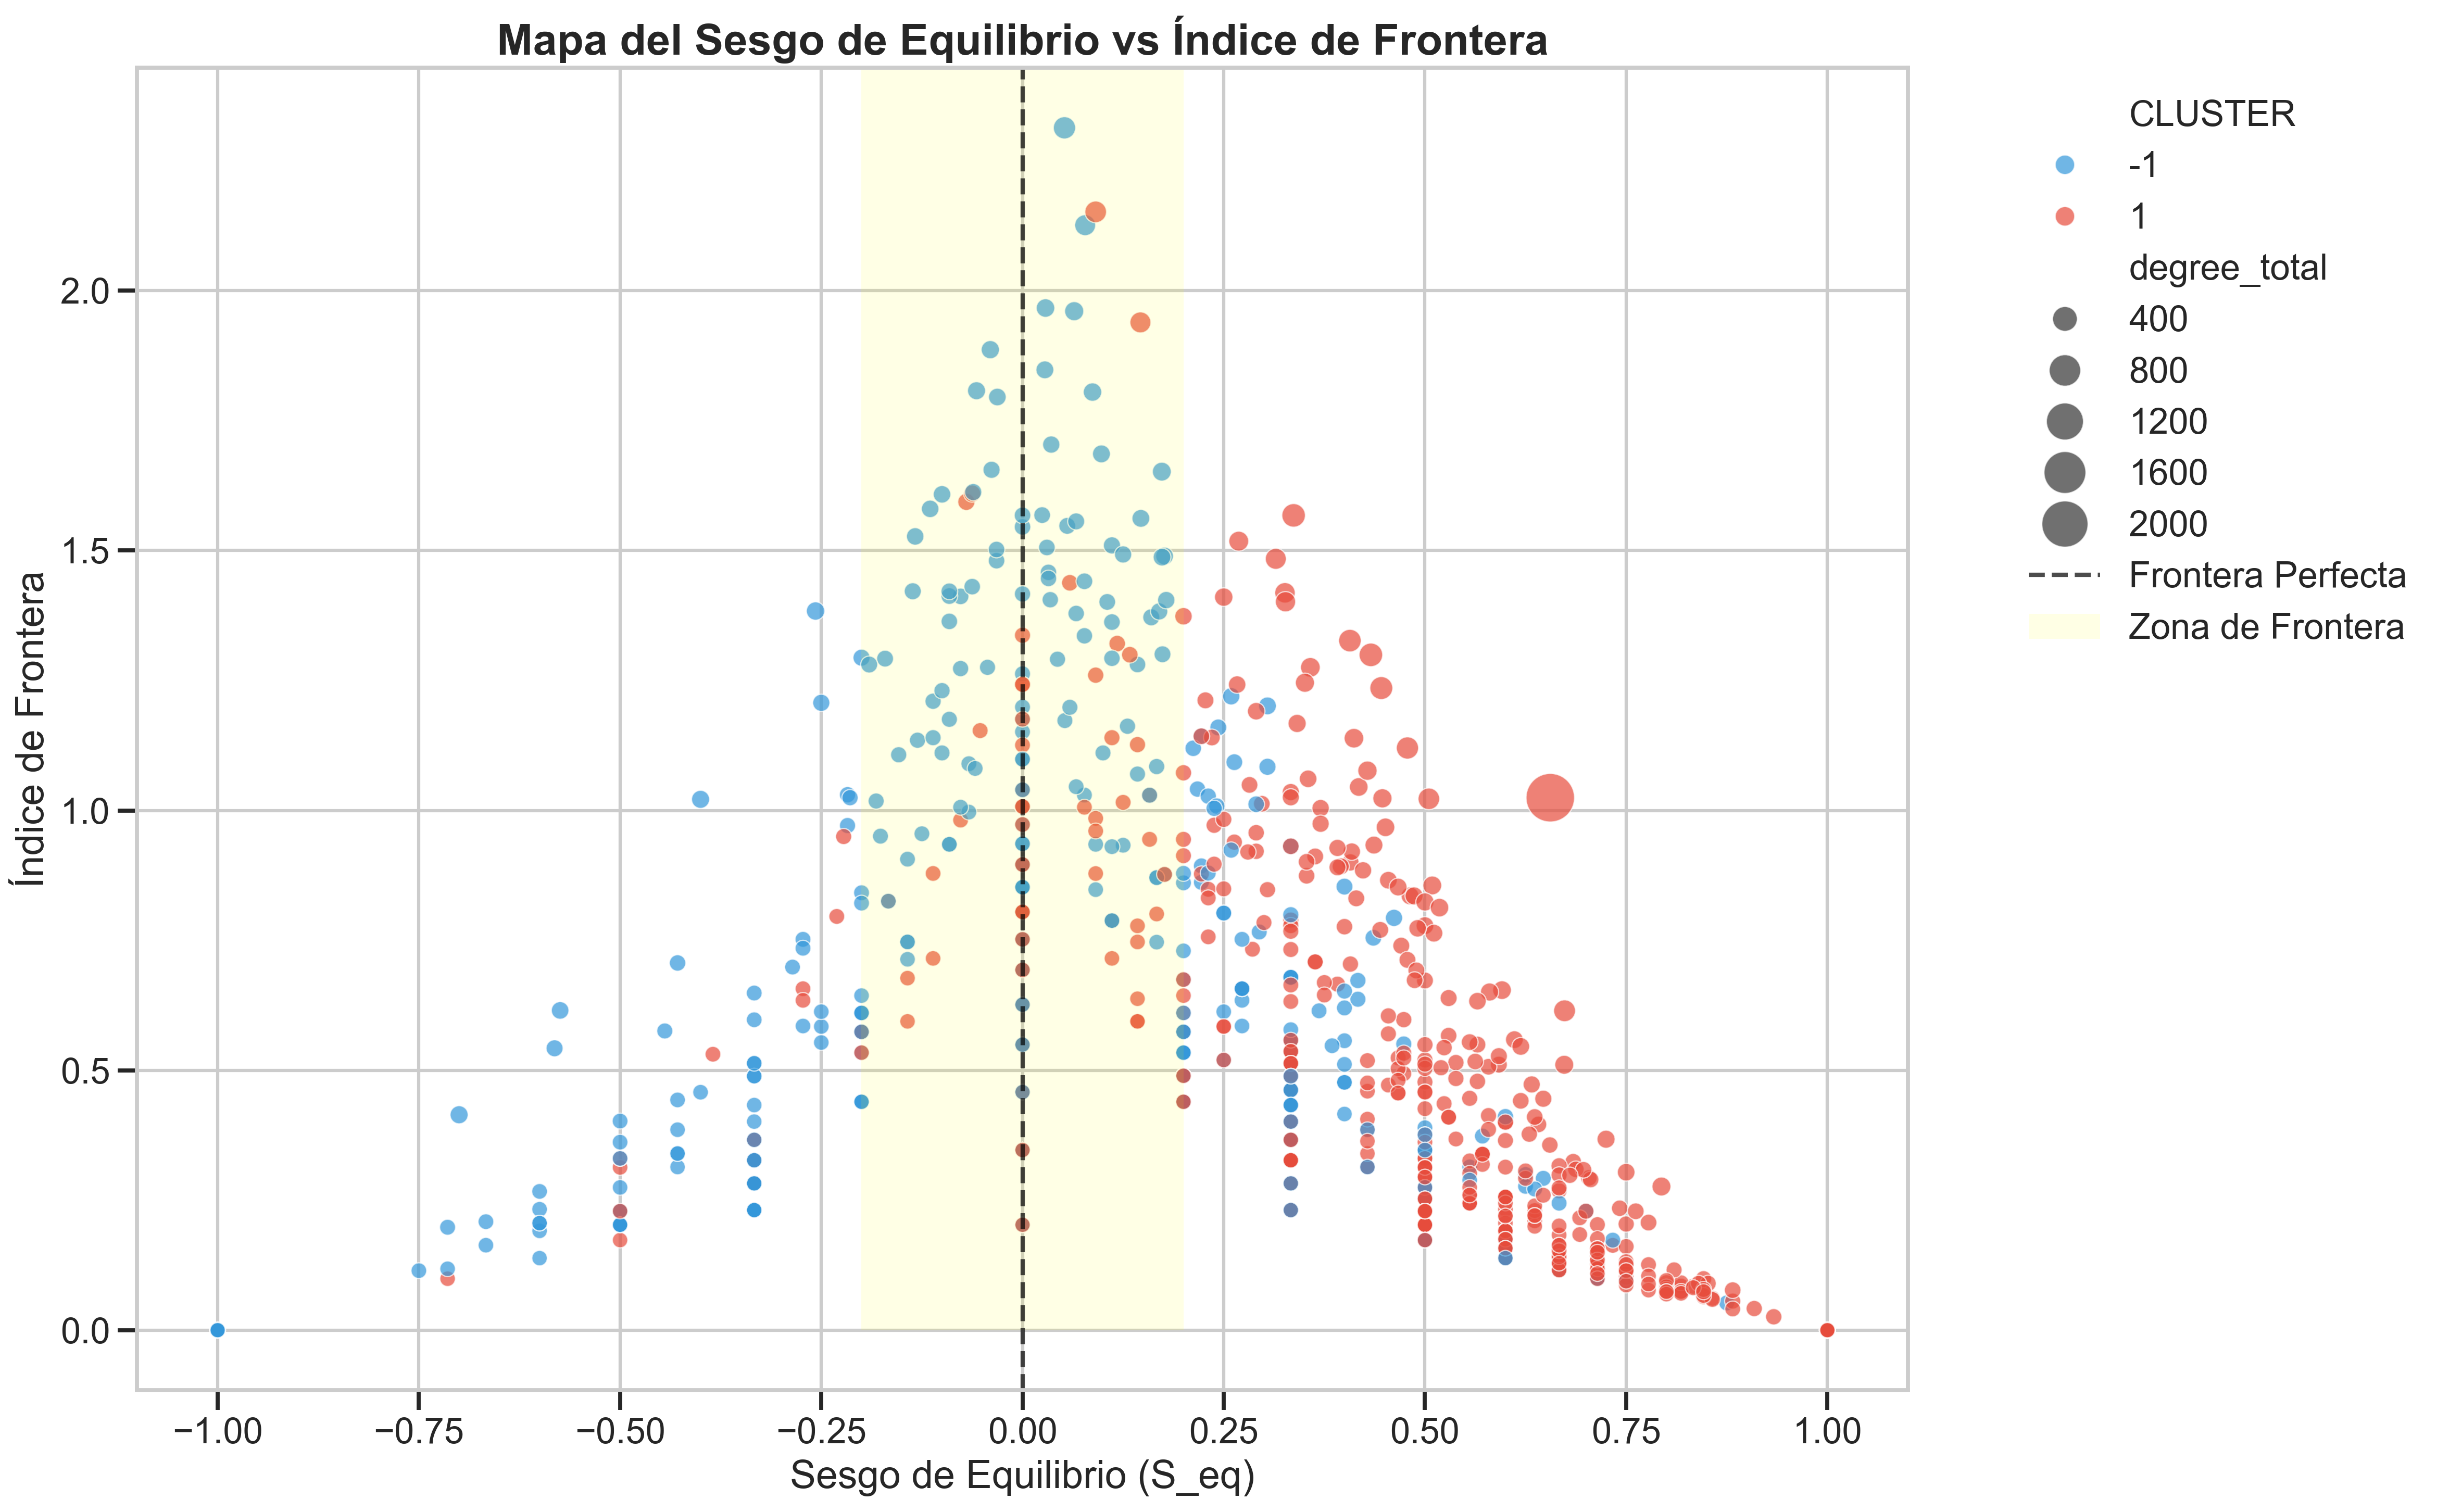 Mapa del Sesgo de Equilibrio vs Índice de Frontera
CLUSTER
-1
1
degree_total
400
800
1200
1600
2000
Frontera Perfecta
Zona de Frontera
Índice de Frontera
2.0
1.5
1.0
0.5
0.0
−1.00 −0.75 −0.50 −0.25 0.00 0.25 0.50 0.75 1.00
Sesgo de Equilibrio (S_eq)